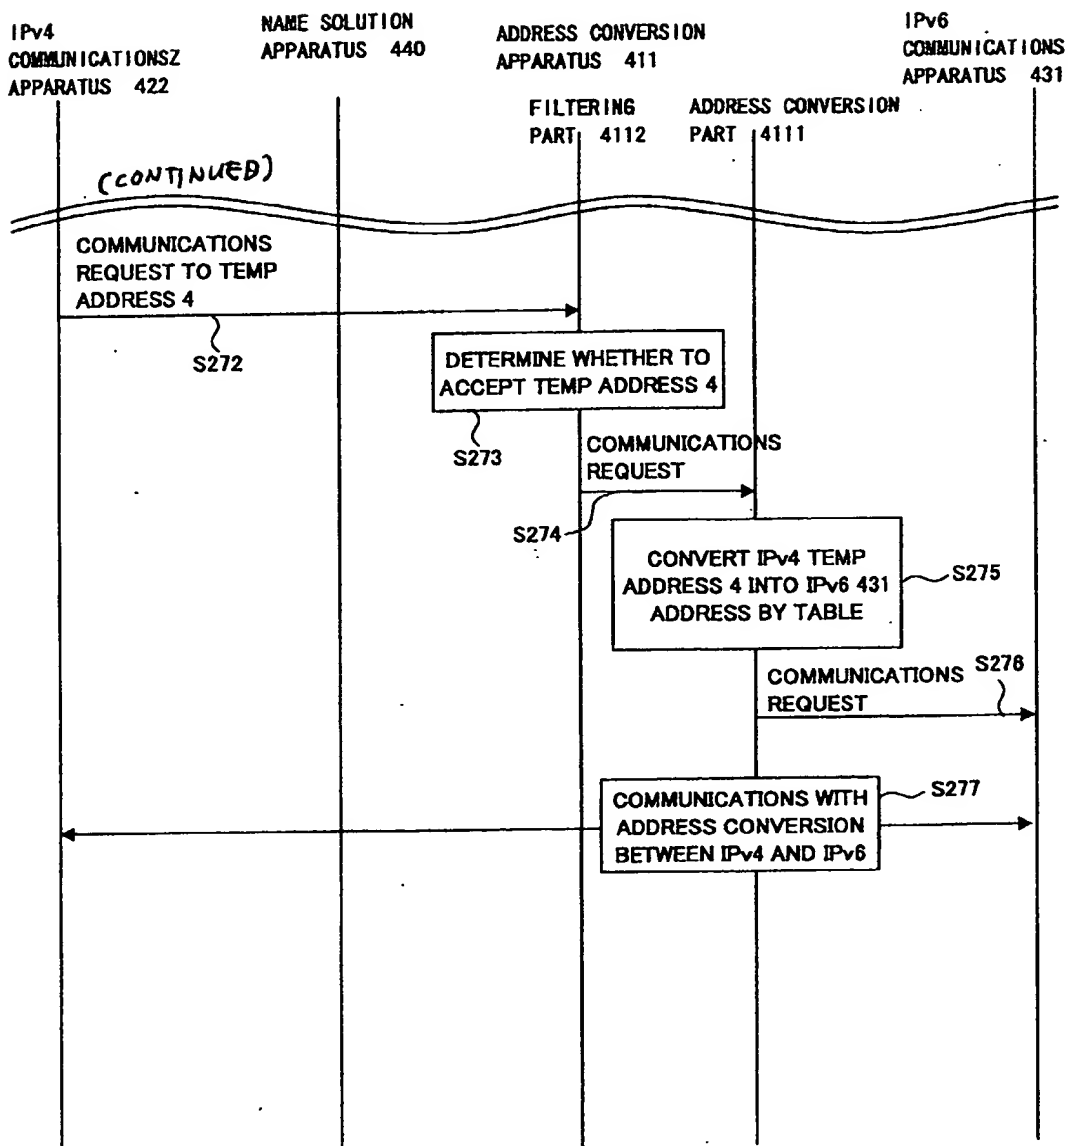 IPv4
COMMUNICATIONSZ
APPARATUS 422
NAME SOLUTION
APPARATUS 440
ADDRESS CONVERSION
APPARATUS 411
IPv6
COMMUNICATIONS
APPARATUS 431
FILTERING
PART 4112
ADDRESS CONVERSION
PART 4111
(CONTINUED)
COMMUNICATIONS
REQUEST TO TEMP
ADDRESS 4
S272
DETERMINE WHETHER TO
ACCEPT TEMP ADDRESS 4
S273
COMMUNICATIONS
REQUEST
S274
CONVERT IPv4 TEMP
ADDRESS 4 INTO IPv6 431
ADDRESS BY TABLE
S275
COMMUNICATIONS
REQUEST
S276
COMMUNICATIONS WITH
ADDRESS CONVERSION
BETWEEN IPv4 AND IPv6
S277